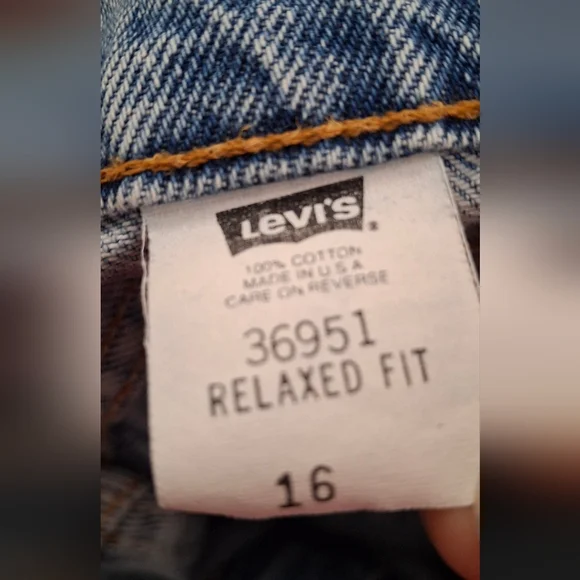 Levi's®
100% COTTON
MADE IN U S A
CARE ON REVERSE
36951
RELAXED FIT
16